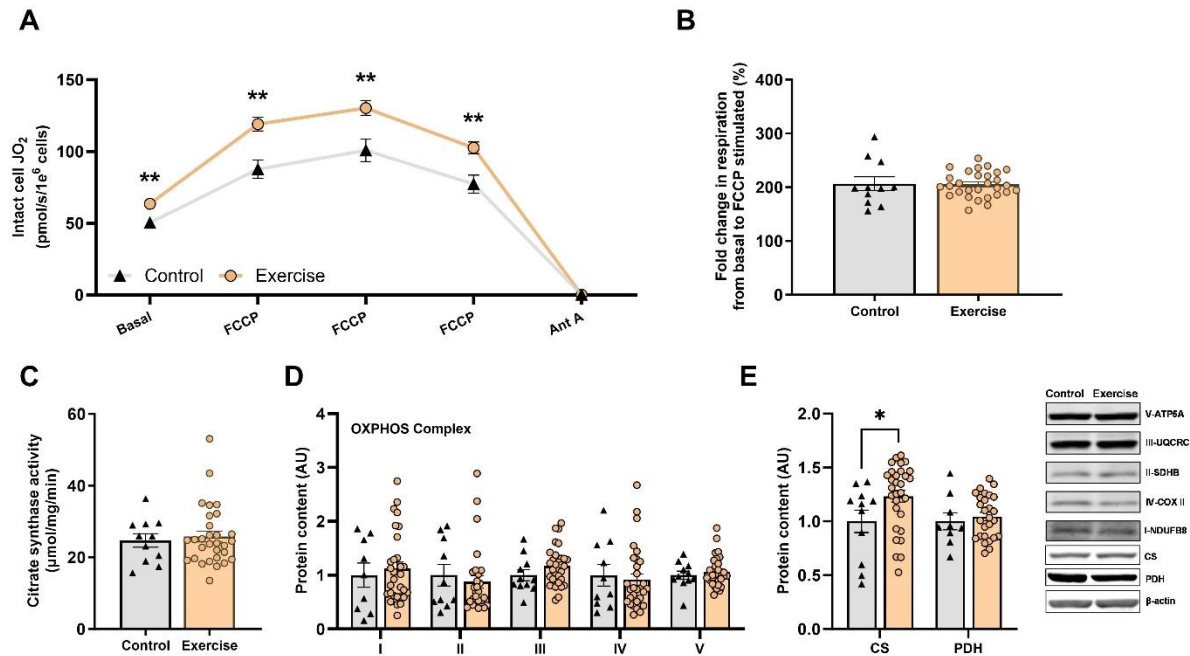 A
Intact cell JO2
(pmol/s/1e6 cells)
150
100
50
0
**
**
**
**
Control
Exercise
Basal
FCCP
FCCP
FCCP
Ant A
B
Fold change in respiration
from basal to FCCP stimulated (%)
400
300
200
100
0
Control
Exercise
C
Citrate synthase activity
(µmol/mg/min)
60
40
20
0
Control
Exercise
D
Protein content (AU)
4
3
2
1
0
OXPHOS Complex
I
II
III
IV
V
E
Protein content (AU)
2.0
1.5
1.0
0.5
0.0
*
CS
PDH
Control Exercise
V-ATP5A
III-UQCRC
II-SDHB
IV-COX II
I-NDUFB8
CS
PDH
β-actin